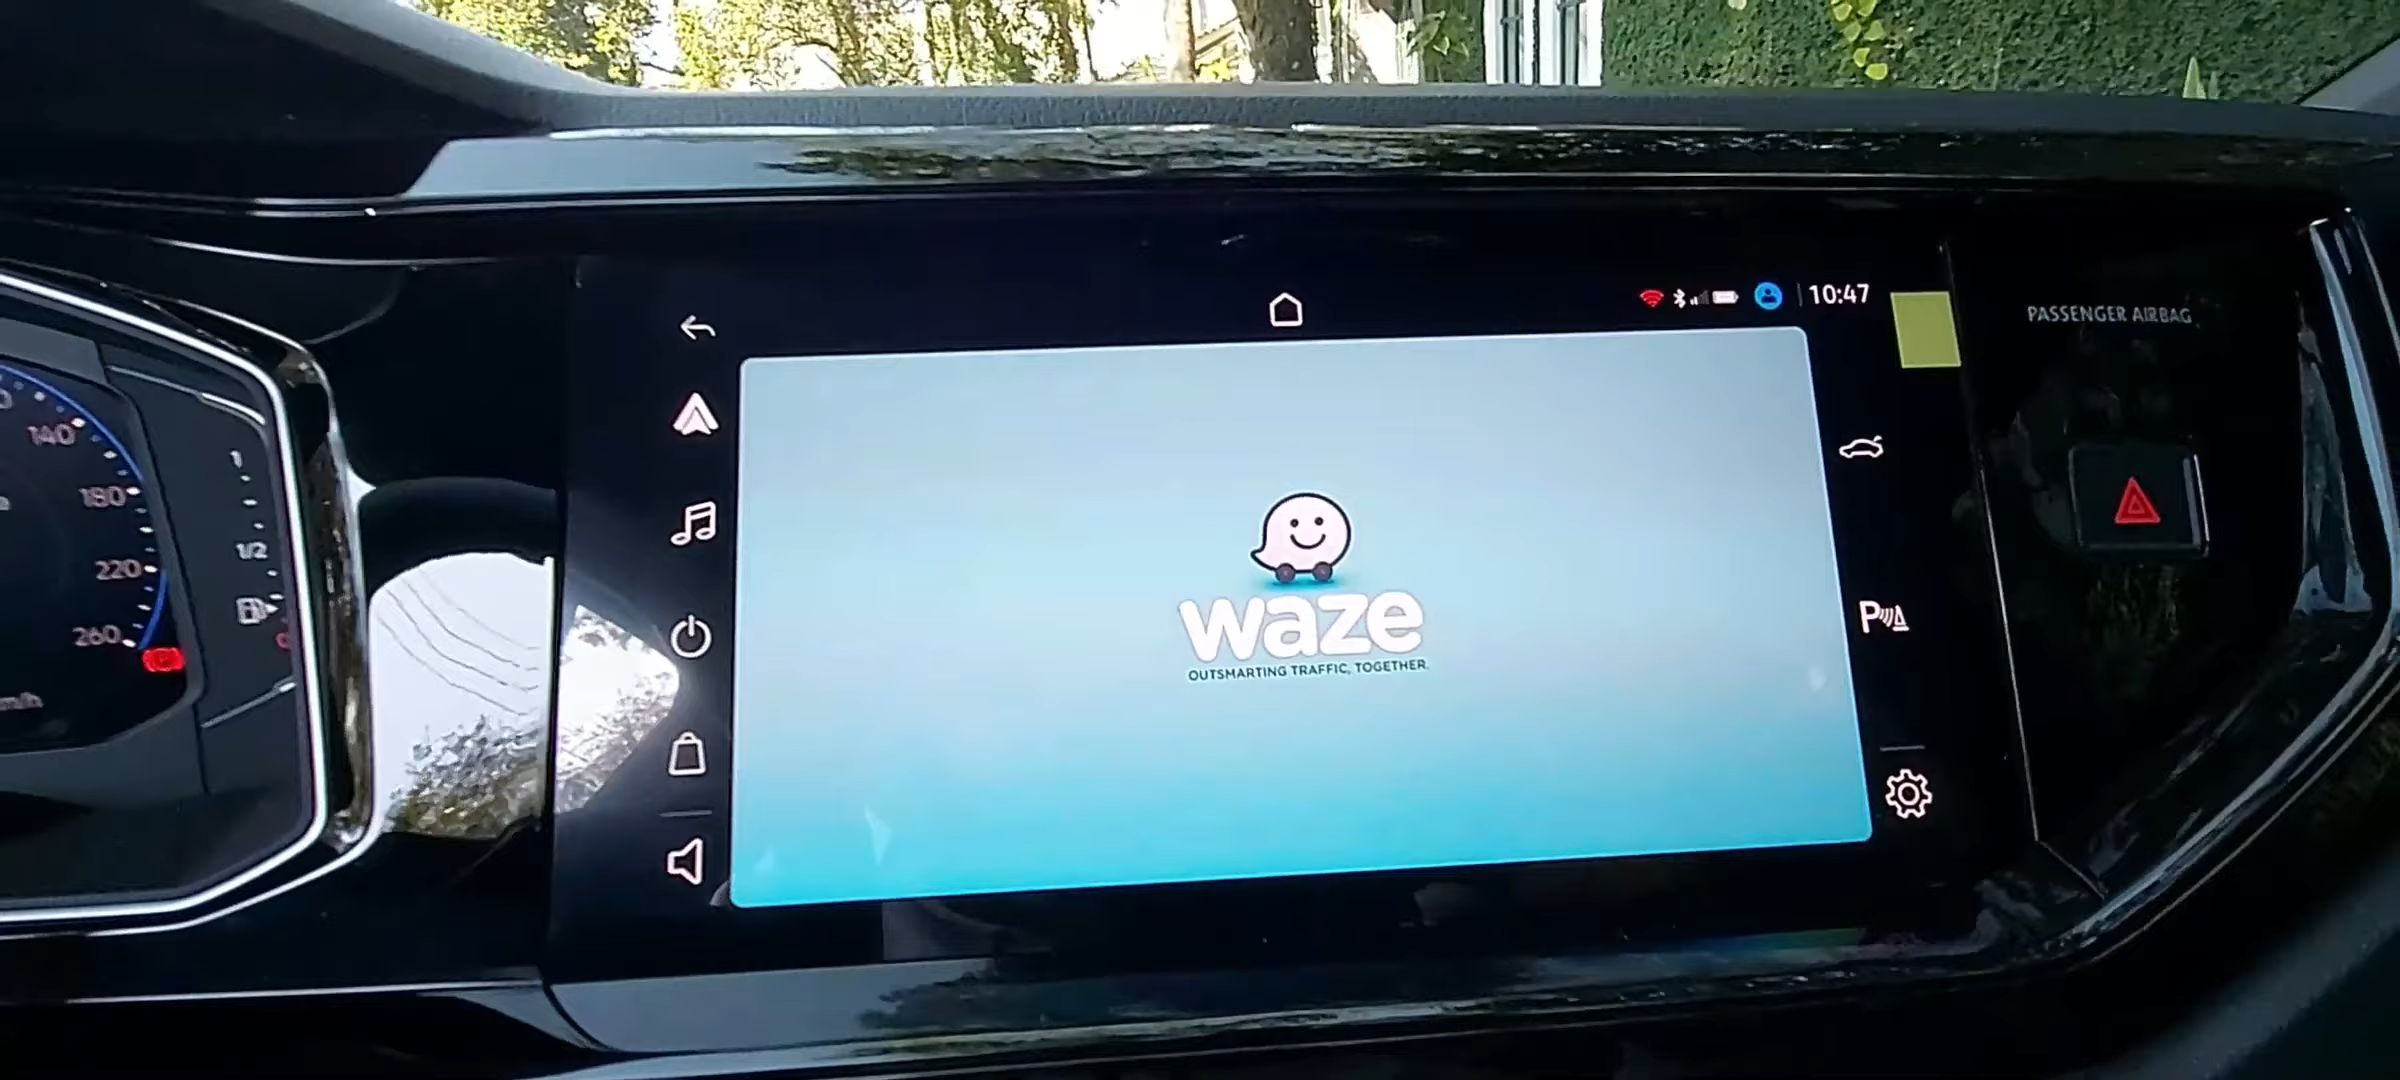 10:47
PASSENGER AIRBAG
140
180
220
260
1
1/2
waze
OUTSMARTING TRAFFIC, TOGETHER.
P